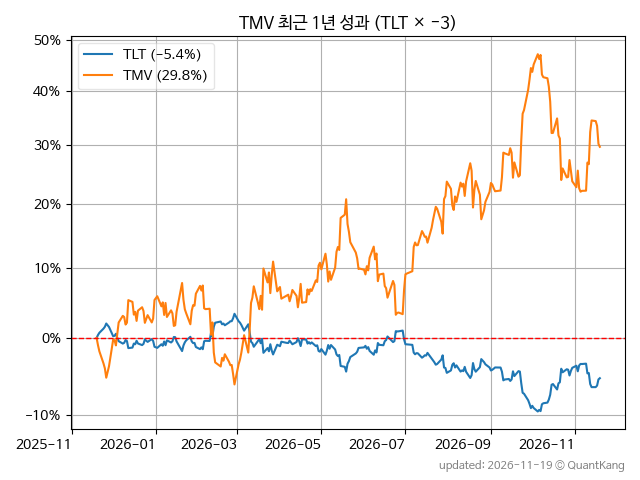 TMV 최근 1년 성과 (TLT × −3)
TLT (−5.4%)
TMV (29.8%)
50%
40%
30%
20%
10%
0%
−10%
2025-11 2026-01 2026-03 2026-05 2026-07 2026-09 2026-11
updated: 2026-11-19 © QuantKang